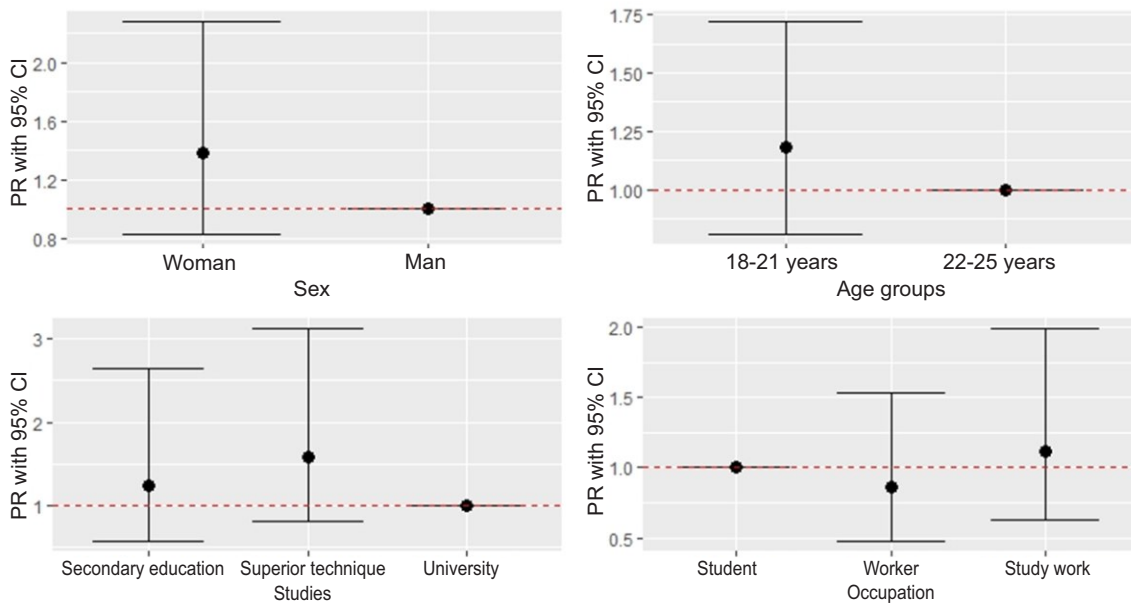 PR with 95% CI
2.0
1.6
1.2
0.8
Woman Man
Sex
PR with 95% CI
1.75
1.50
1.25
1.00
18-21 years 22-25 years
Age groups
PR with 95% CI
3
2
1
Secondary education Superior technique University
Studies
PR with 95% CI
2.0
1.5
1.0
0.5
Student Worker Study work
Occupation